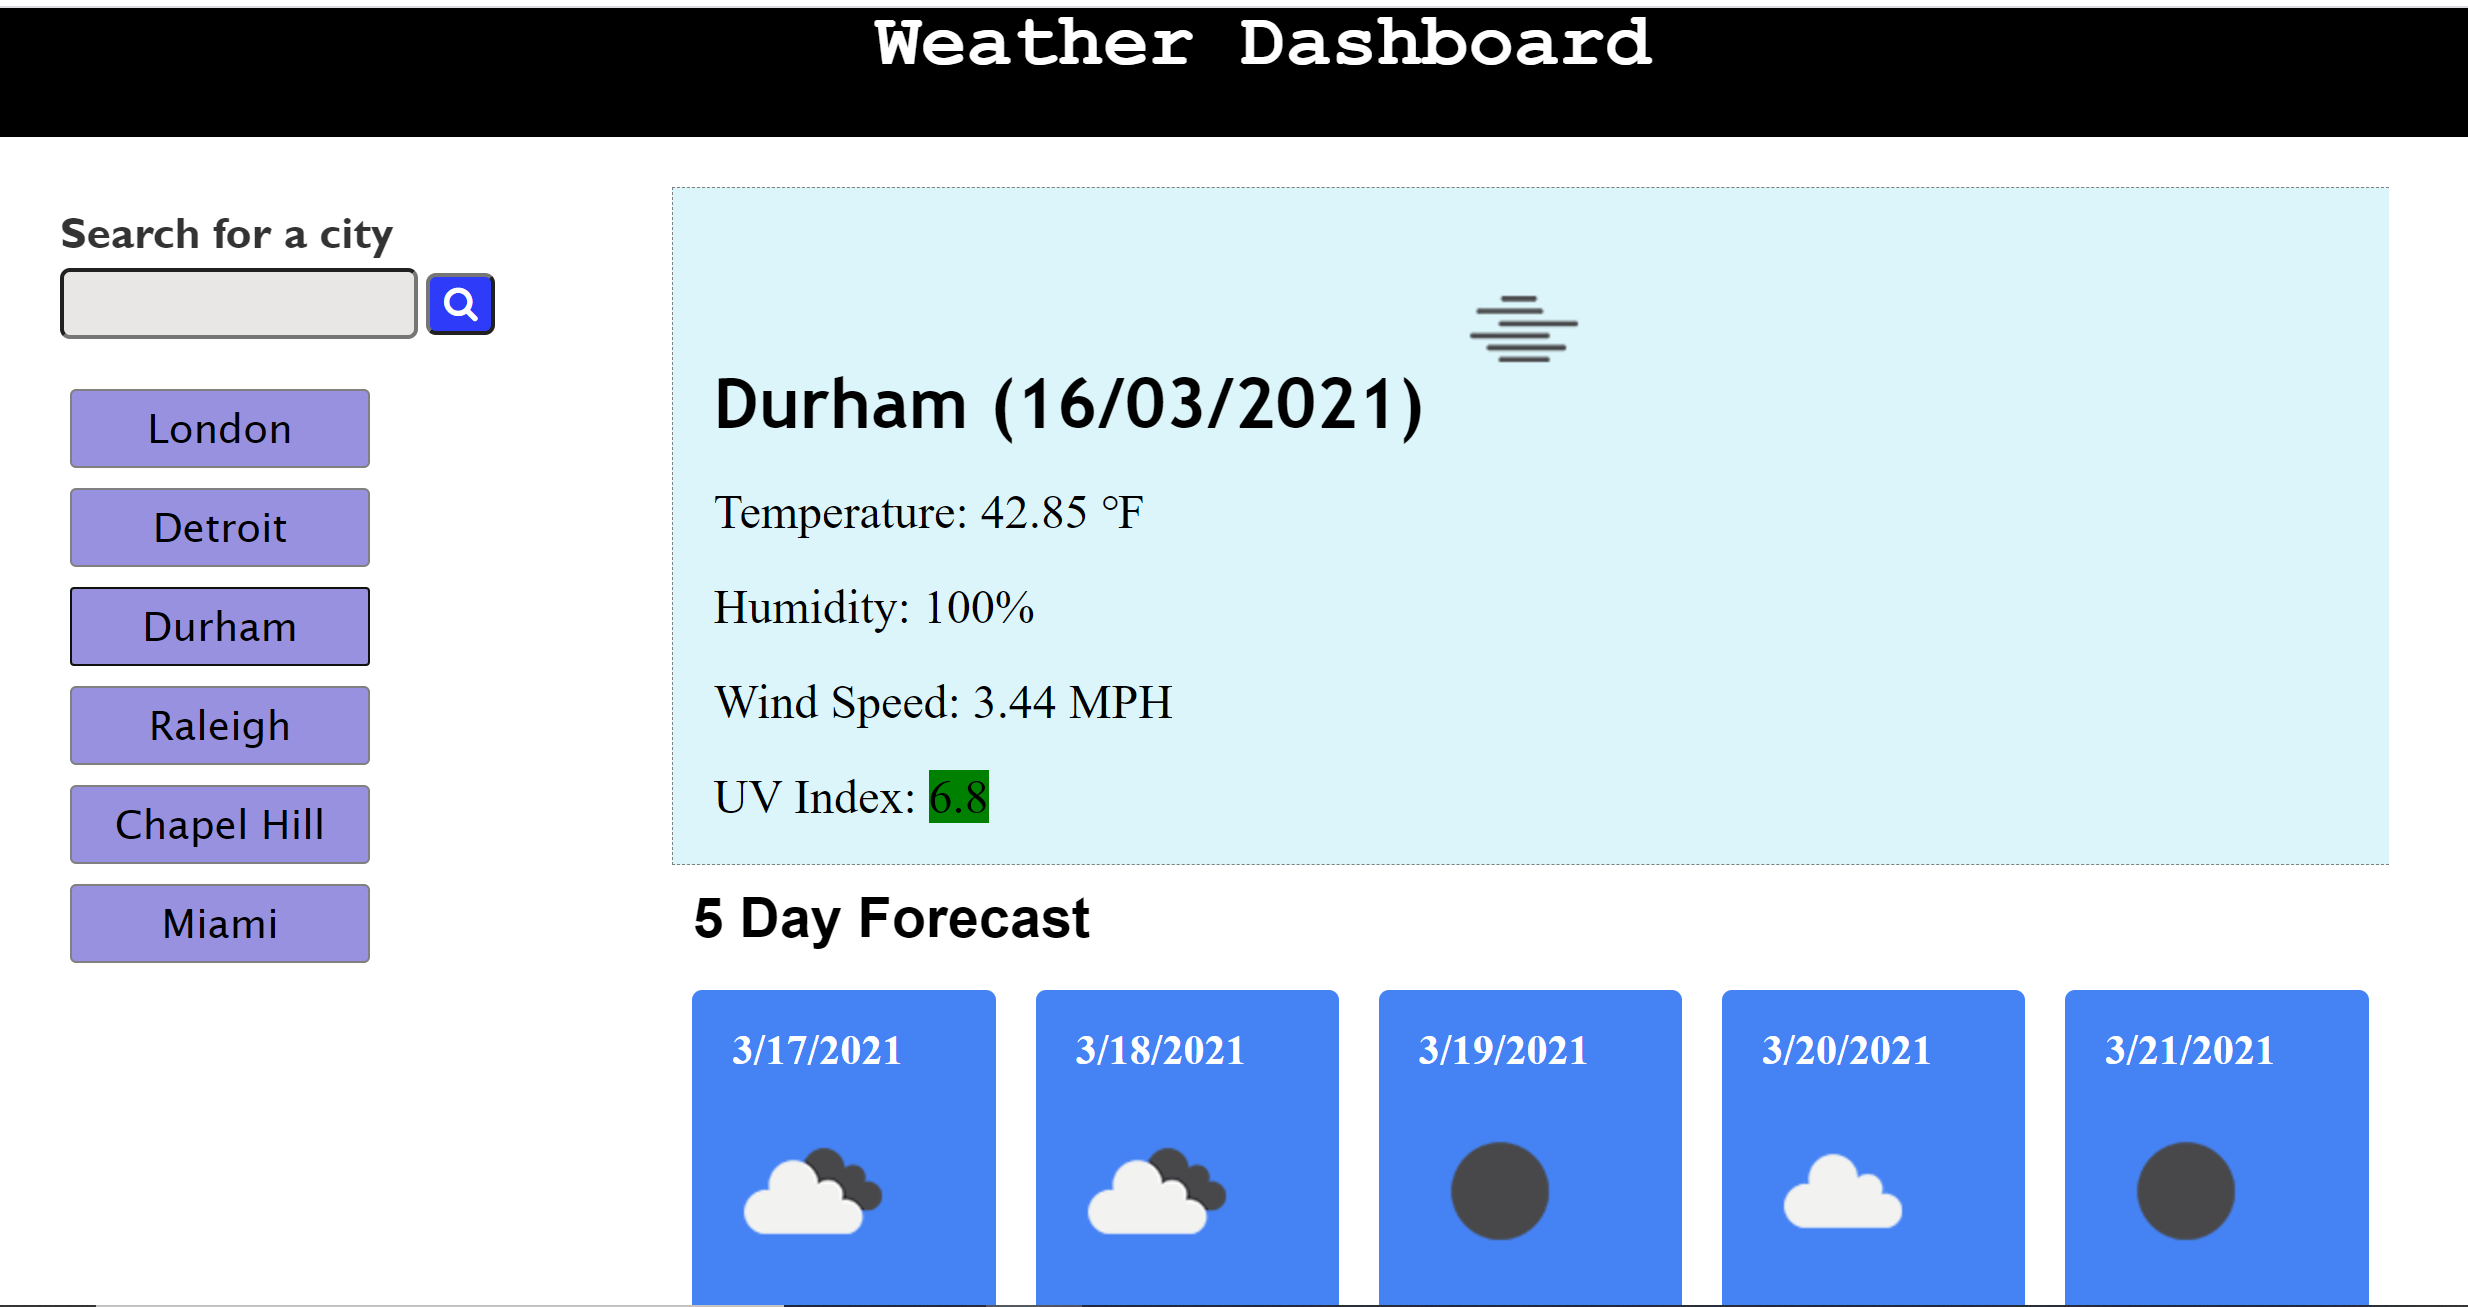 Weather Dashboard
Search for a city
London
Detroit
Durham
Raleigh
Chapel Hill
Miami
Durham (16/03/2021)
Temperature: 42.85 °F
Humidity: 100%
Wind Speed: 3.44 MPH
UV Index: 6.8
5 Day Forecast
3/17/2021
3/18/2021
3/19/2021
3/20/2021
3/21/2021